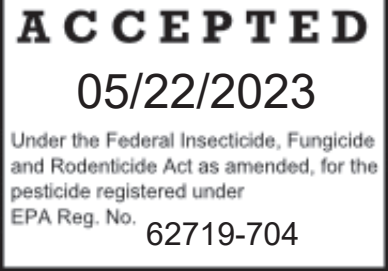 ACCEPTED
05/22/2023
Under the Federal Insecticide, Fungicide
and Rodenticide Act as amended, for the
pesticide registered under
EPA Reg. No. 62719-704